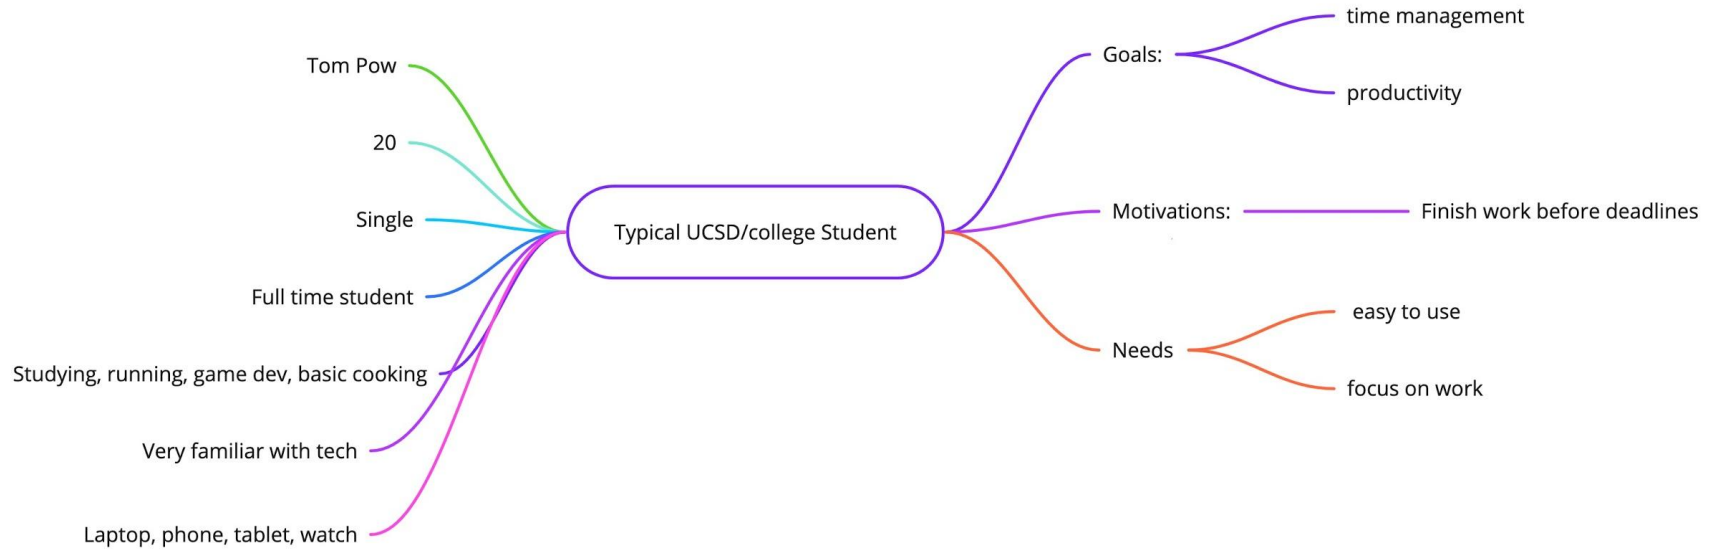 Tom Pow
20
Single
Full time student
Studying, running, game dev, basic cooking
Very familiar with tech
Laptop, phone, tablet, watch
Typical UCSD/college Student
Goals:
time management
productivity
Motivations:
Finish work before deadlines
Needs
easy to use
focus on work